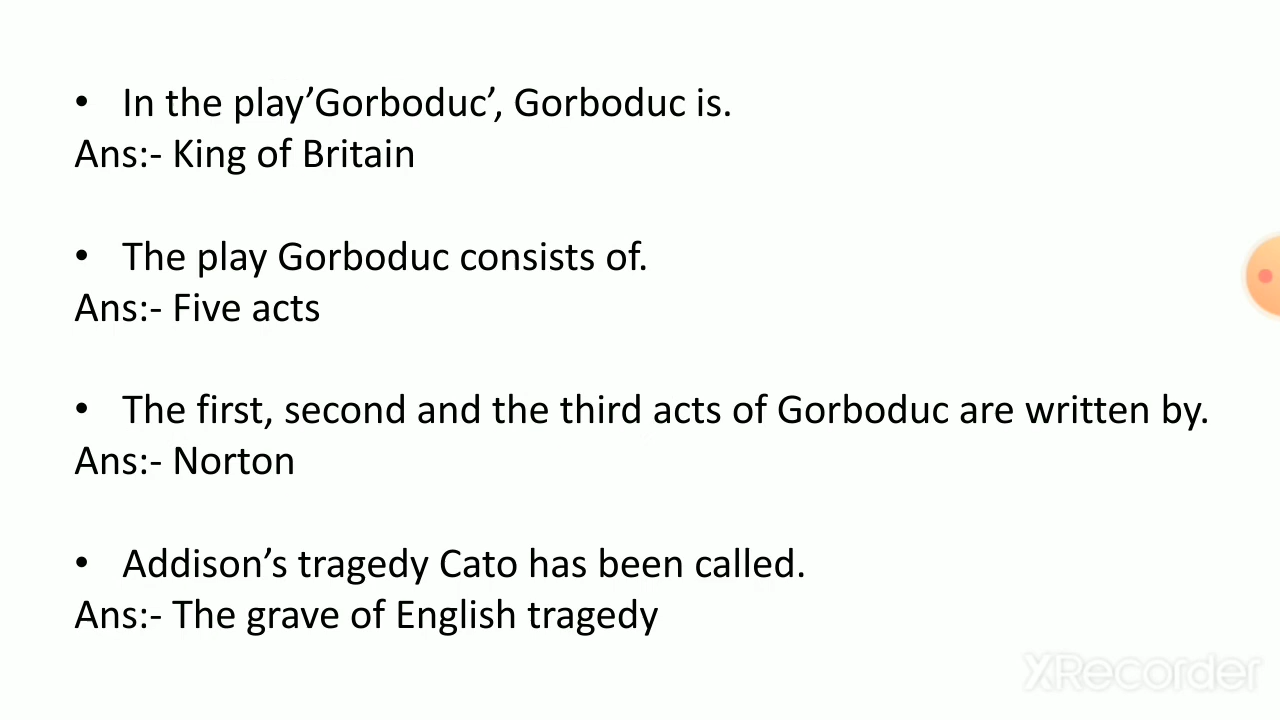 • In the play’Gorboduc’, Gorboduc is.
Ans:- King of Britain
• The play Gorboduc consists of.
Ans:- Five acts
• The first, second and the third acts of Gorboduc are written by.
Ans:- Norton
• Addison’s tragedy Cato has been called.
Ans:- The grave of English tragedy
XRecorder